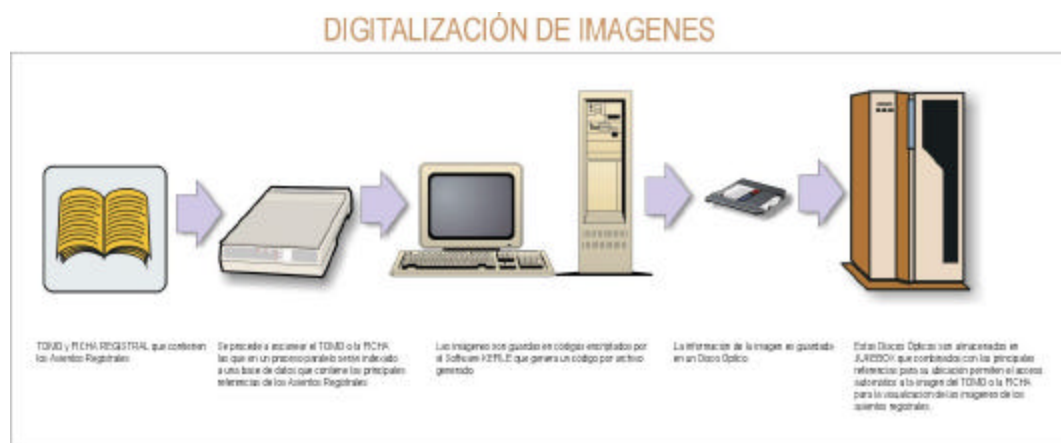 DIGITALIZACIÓN DE IMAGENES
TOMO y FICHA REGISTRAL que contienen
los Asientos Registrales
Se procede a escanear el TOMO o la FICHA
las que en un proceso paralelo seran indexado
a una base de datos que contiene las principales
referencias de los Asientos Registrales
Las imágenes son guardas en códigos encriptados por
el Software KEFILE que genera un código por archivo
generado
La información de la imagen es guardada
en un Disco Optico
Estos Discos Opticos son almacenados en
JUKEBOX que combinados con las principales
referencias para su ubicación permiten el acceso
automático a la imagen del TOMO o la FICHA
para la visualización de las imagenes de los
asientos registrales.